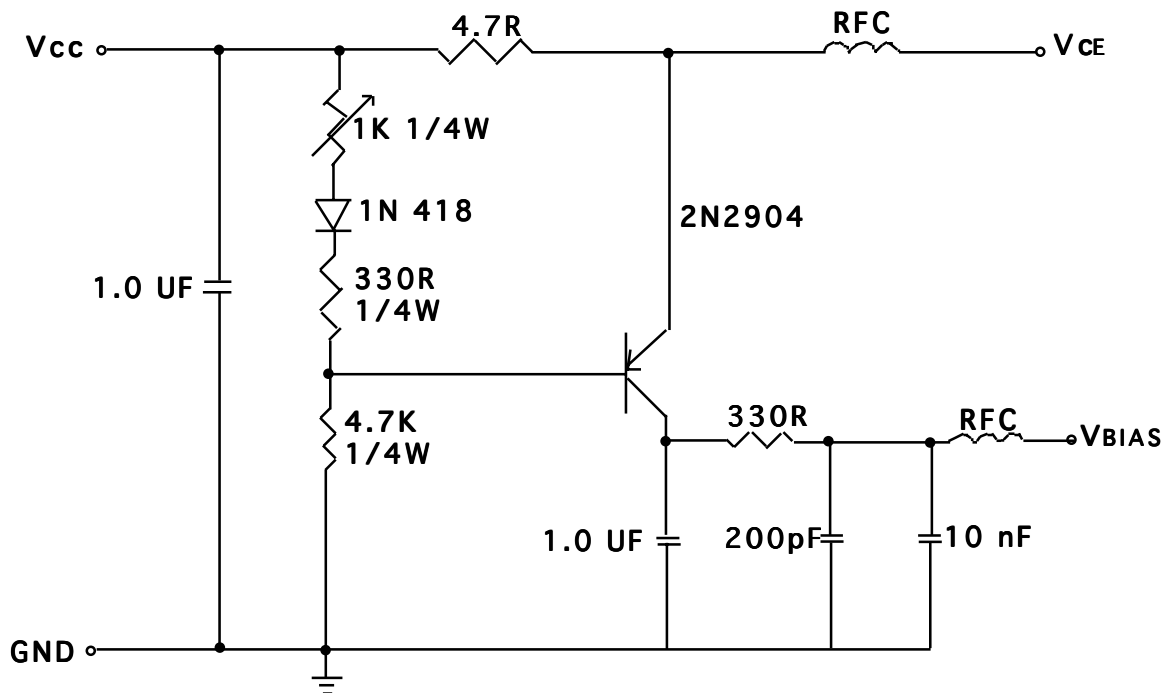 4.7R
RFC
VCC
VCE
1K 1/4W
1N 418
2N2904
330R
1/4W
1.0 UF
330R
RFC
4.7K
1/4W
VBIAS
1.0 UF
200pF
10 nF
GND